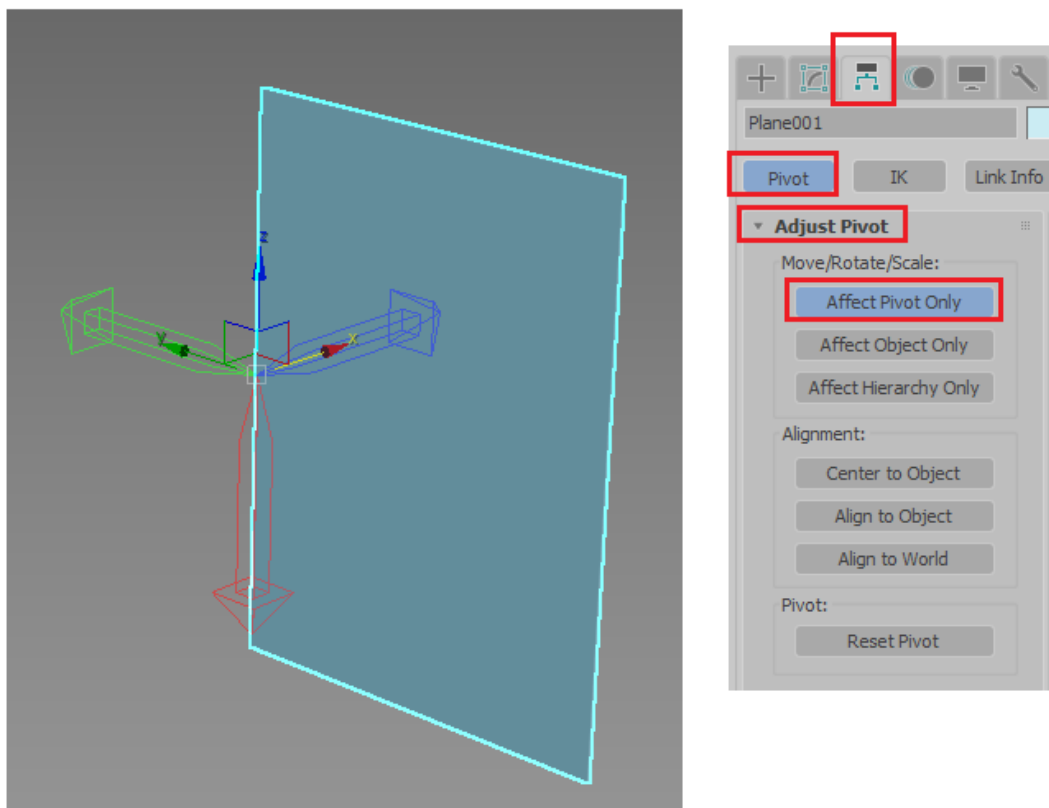 z
y
x
Plane001
Pivot IK Link Info
Adjust Pivot
Move/Rotate/Scale:
Affect Pivot Only
Affect Object Only
Affect Hierarchy Only
Alignment:
Center to Object
Align to Object
Align to World
Pivot:
Reset Pivot